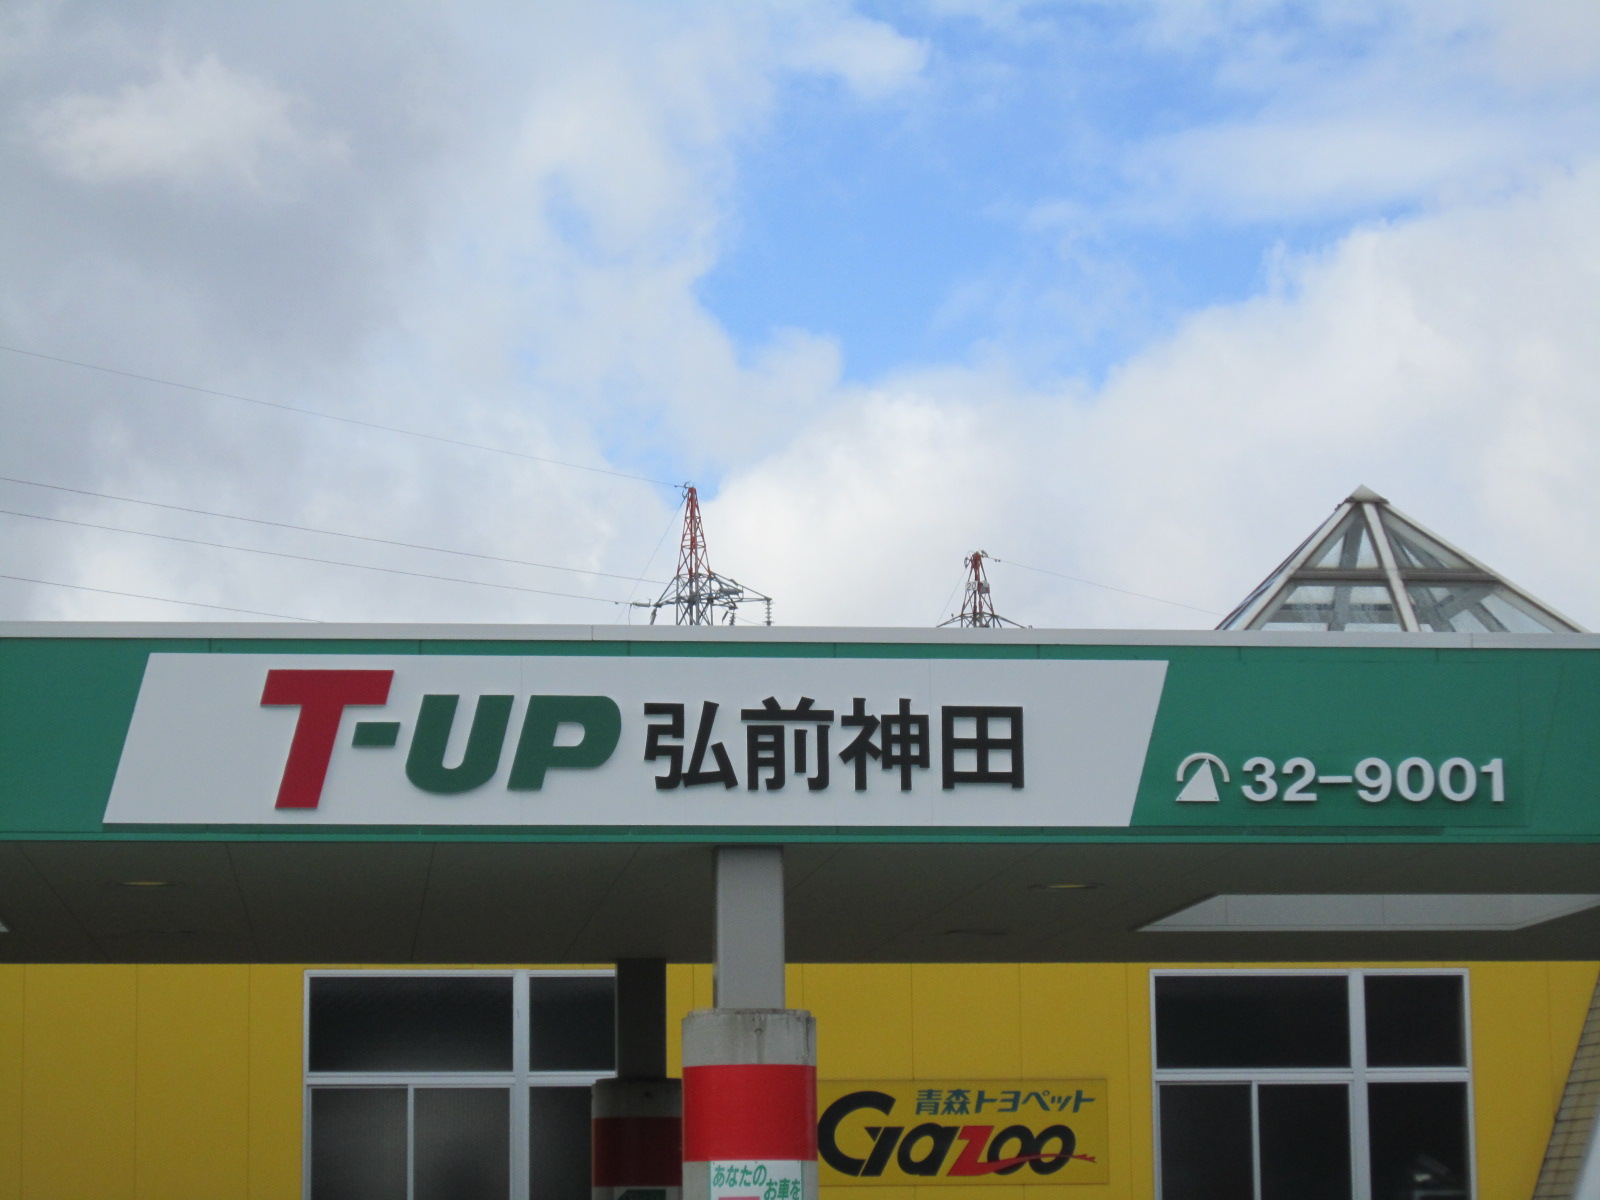 T-UP 弘前神田
32-9001
青森トヨペット
Gazoo
あなたの
お車を